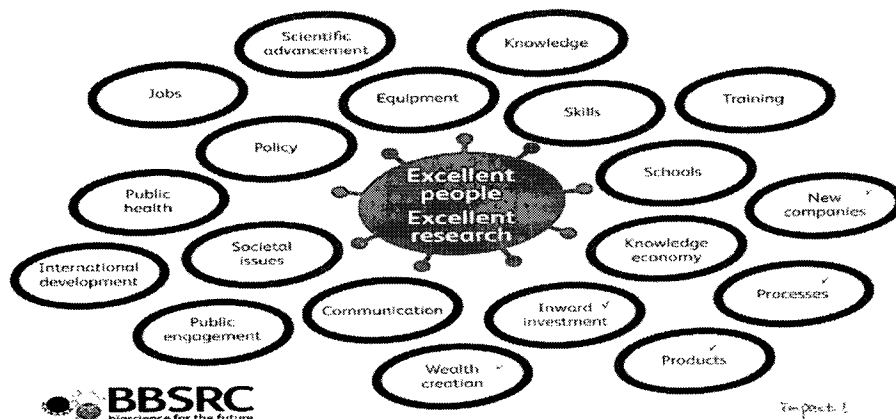 Scientific
advancement
Knowledge
Jobs
Equipment
Skills
Training
Policy
Excellent
people
Excellent
research
Schools
Public
health
New ✓
companies
Societal
issues
Knowledge
economy
International
development
Communication
Inward ✓
investment
Processes ✓
Public
engagement
Wealth ✓
creation
Products ✓
BBSRC
bioscience for the future
Impact!